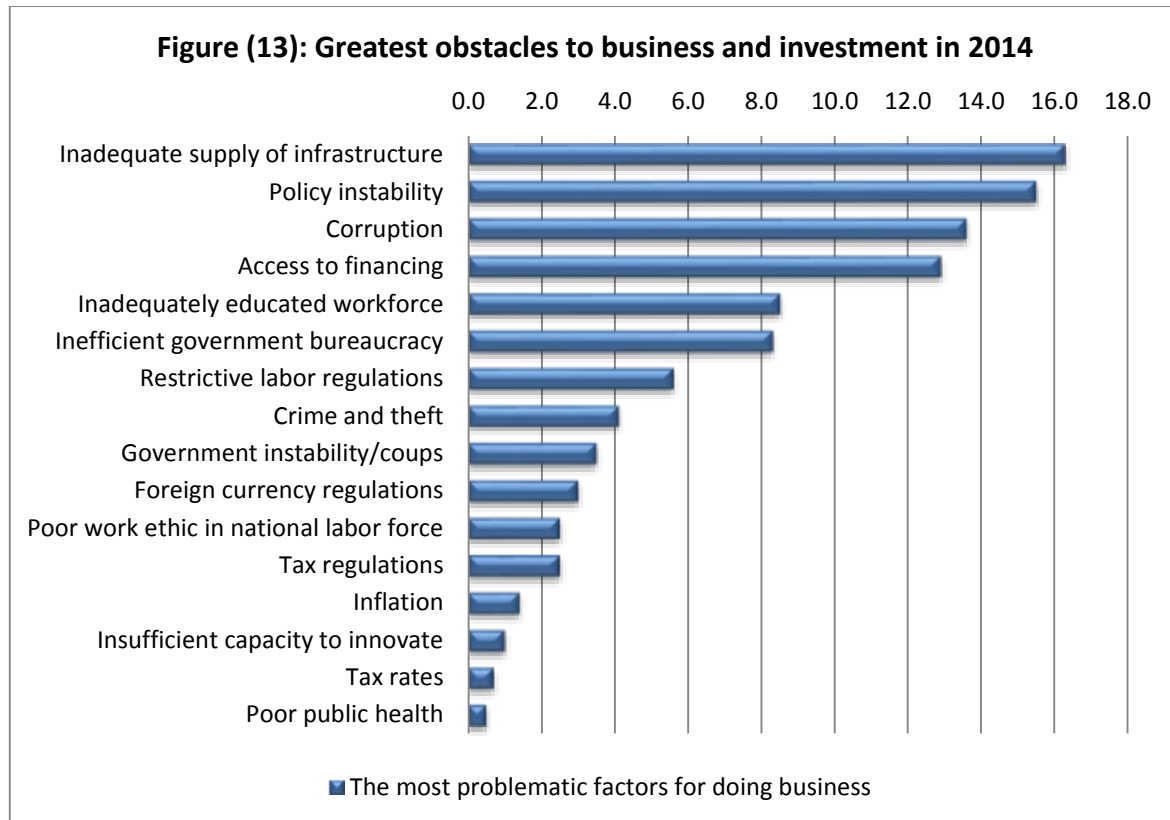 Figure (13): Greatest obstacles to business and investment in 2014
0.0 2.0 4.0 6.0 8.0 10.0 12.0 14.0 16.0 18.0
Inadequate supply of infrastructure
Policy instability
Corruption
Access to financing
Inadequately educated workforce
Inefficient government bureaucracy
Restrictive labor regulations
Crime and theft
Government instability/coups
Foreign currency regulations
Poor work ethic in national labor force
Tax regulations
Inflation
Insufficient capacity to innovate
Tax rates
Poor public health
The most problematic factors for doing business